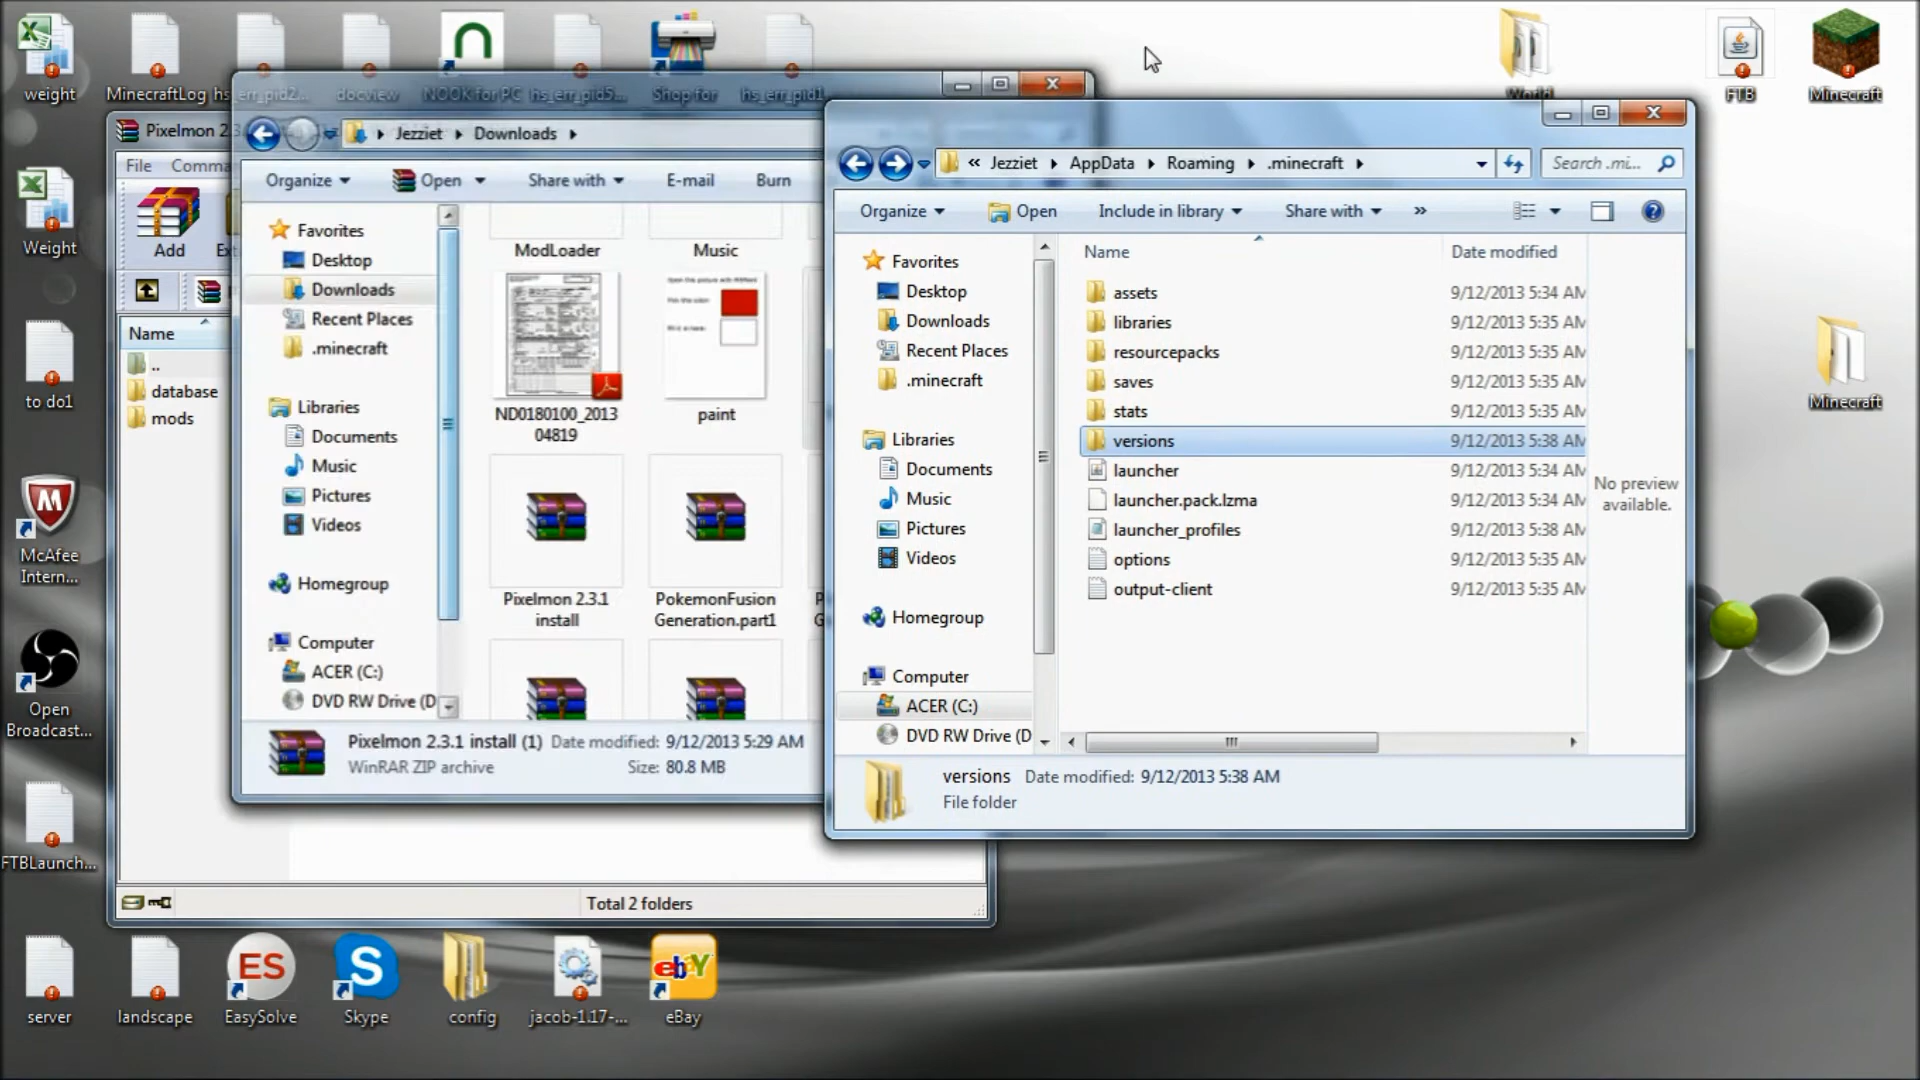 weight
MinecraftLog
hs_err_pid2...
docview
NOOK for PC
hs_err_pid5...
Shop for
hs_err_pid1
World
FTB
Minecraft
Weight
to do1
McAfee
Intern...
Open
Broadcast...
FTBLaunch...
server
landscape
EasySolve
Skype
config
jacob-1.17-...
eBay
Minecraft
Pixelmon 2.3
File
Comma
Add
Ex
Name
..
database
mods
Total 2 folders
Jezziet
Downloads
Organize
Open
Share with
E-mail
Burn
Favorites
Desktop
Downloads
Recent Places
.minecraft
Libraries
Documents
Music
Pictures
Videos
Homegroup
Computer
ACER (C:)
DVD RW Drive (D
ModLoader
Music
ND0180100_2013
04819
paint
Pixelmon 2.3.1
install
PokemonFusion
Generation.part1
Pixelmon 2.3.1 install (1) Date modified: 9/12/2013 5:29 AM
WinRAR ZIP archive Size: 80.8 MB
« Jezziet AppData Roaming .minecraft
Search .mi...
Organize
Open
Include in library
Share with
»
Favorites
Desktop
Downloads
Recent Places
.minecraft
Libraries
Documents
Music
Pictures
Videos
Homegroup
Computer
ACER (C:)
DVD RW Drive (D
Name Date modified
assets 9/12/2013 5:34 AM
libraries 9/12/2013 5:35 AM
resourcepacks 9/12/2013 5:35 AM
saves 9/12/2013 5:35 AM
stats 9/12/2013 5:35 AM
versions 9/12/2013 5:38 AM
launcher 9/12/2013 5:34 AM
launcher.pack.lzma 9/12/2013 5:34 AM
launcher_profiles 9/12/2013 5:38 AM
options 9/12/2013 5:35 AM
output-client 9/12/2013 5:35 AM
No preview
available.
versions Date modified: 9/12/2013 5:38 AM
File folder